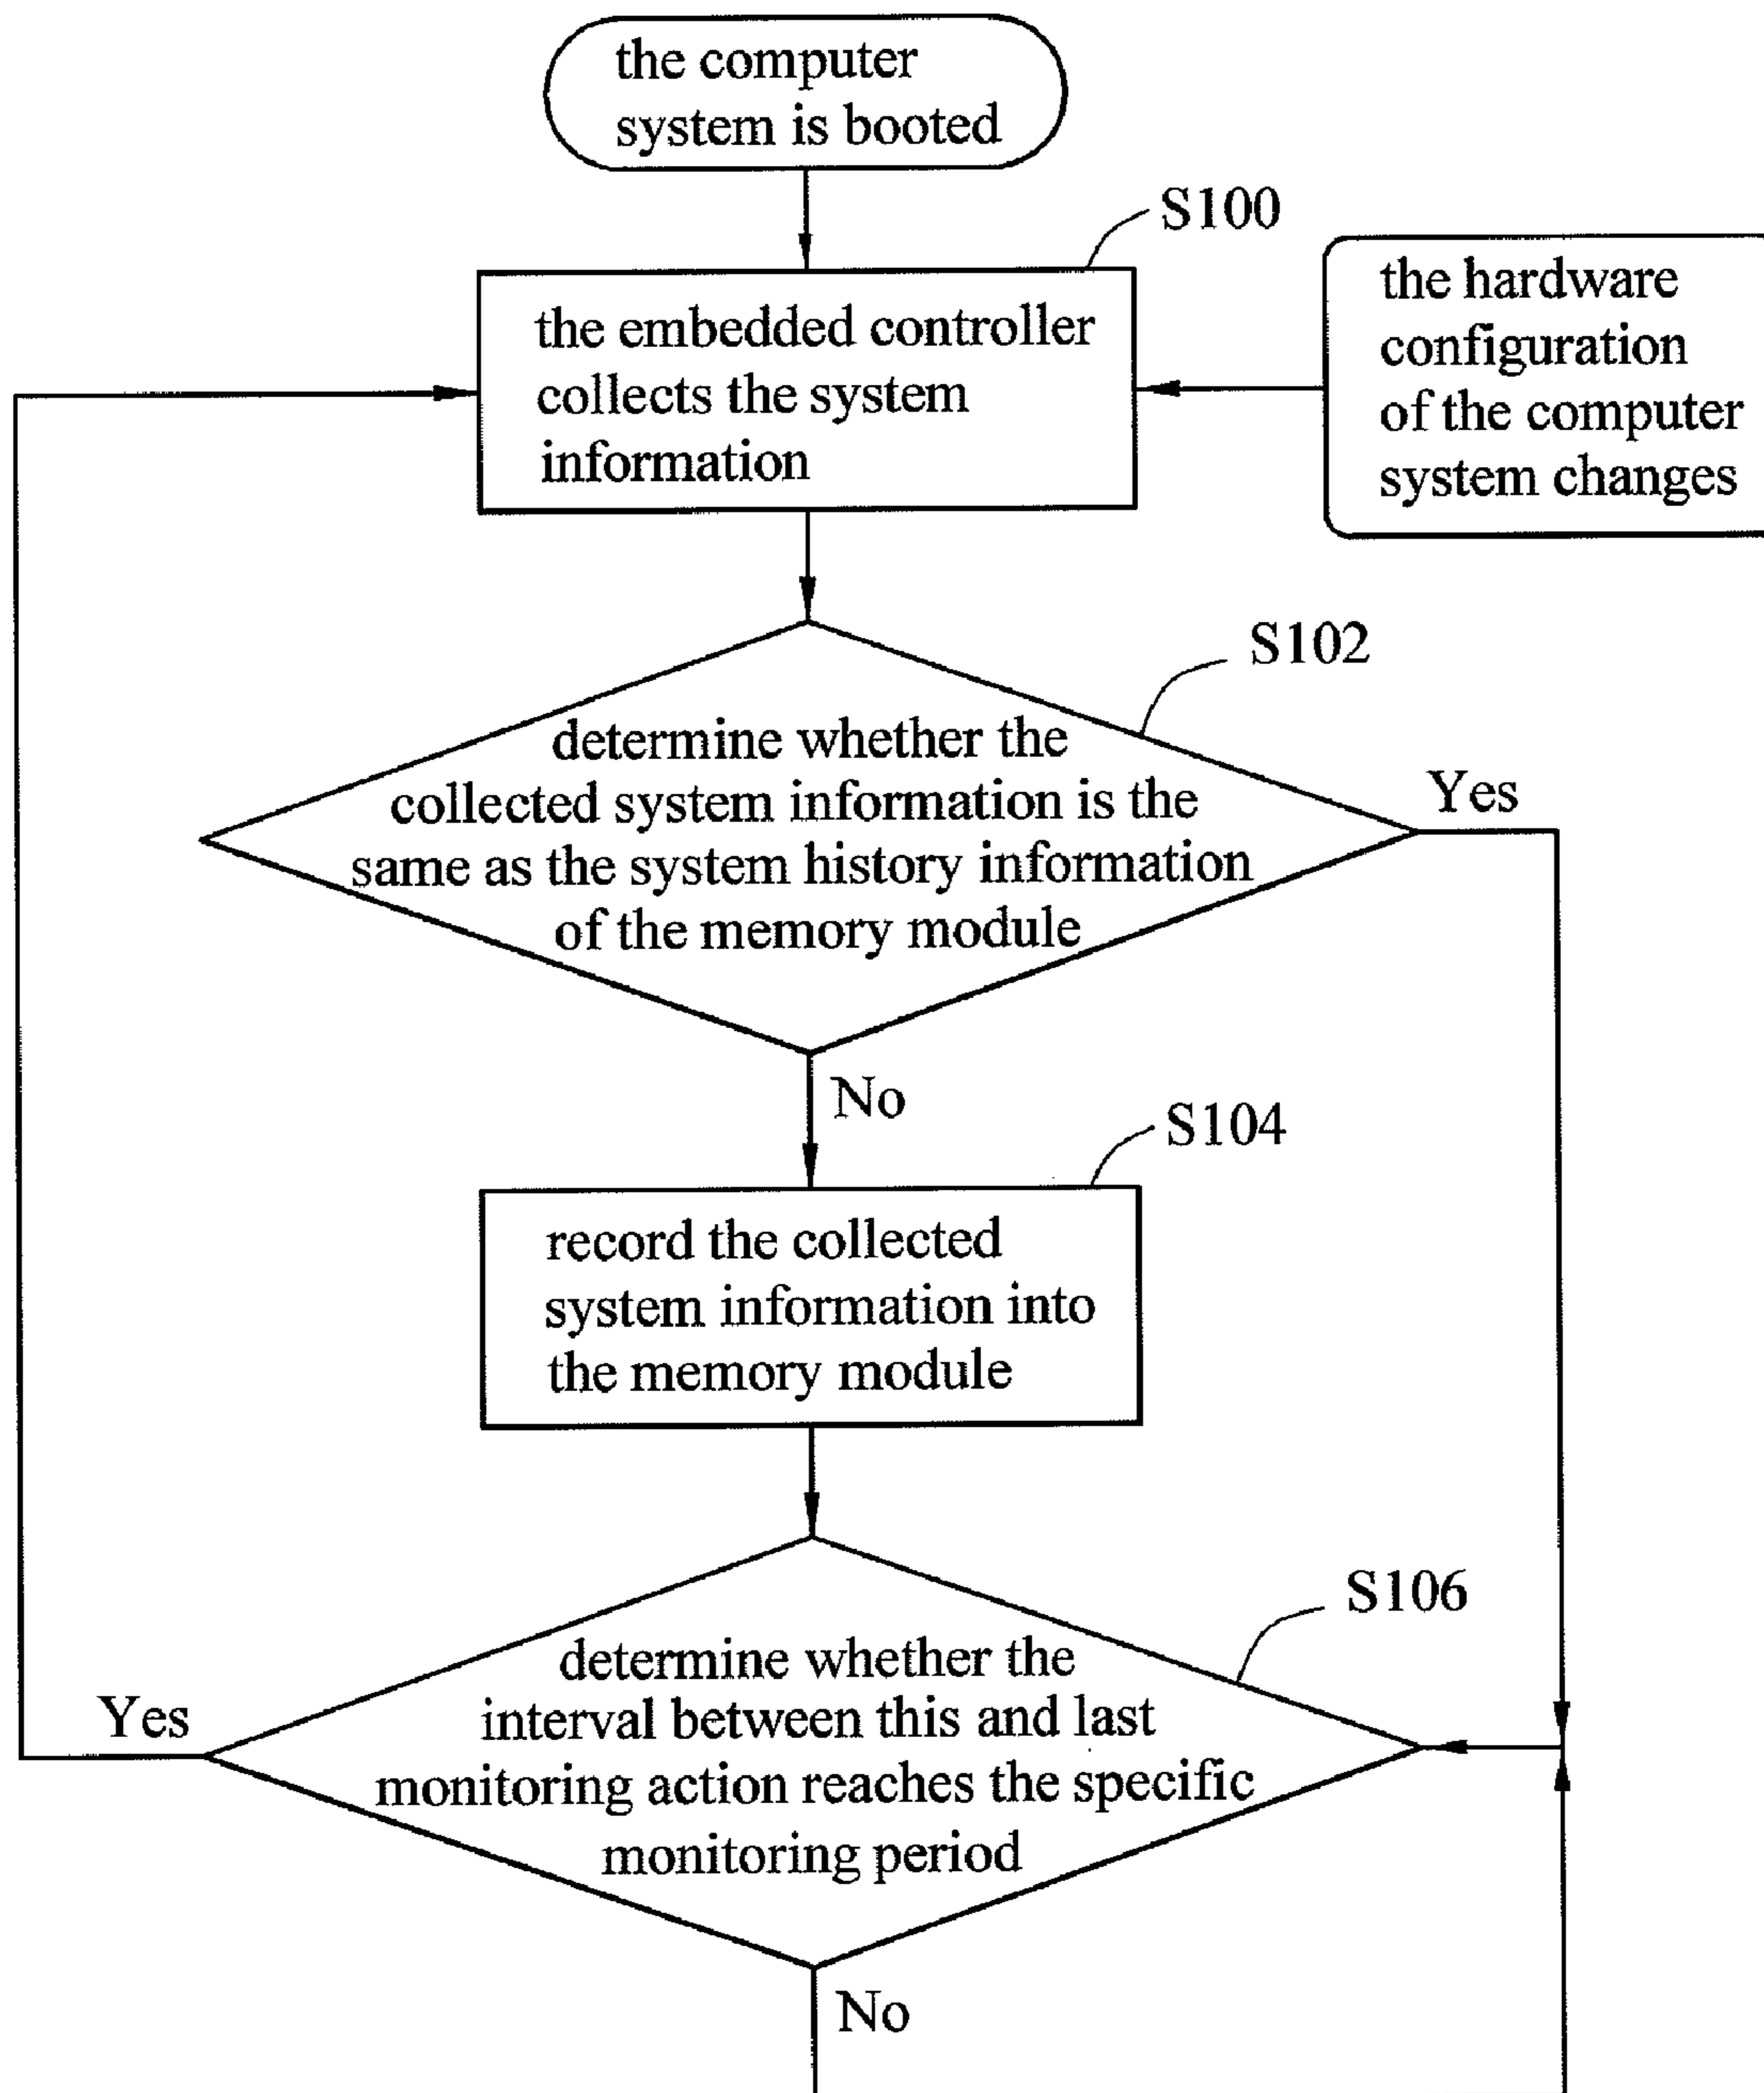 the computer
system is booted
S100
the embedded controller
collects the system
information
the hardware
configuration
of the computer
system changes
S102
determine whether the
collected system information is the
same as the system history information
of the memory module
Yes
No
S104
record the collected
system information into
the memory module
S106
determine whether the
interval between this and last
monitoring action reaches the specific
monitoring period
Yes
No